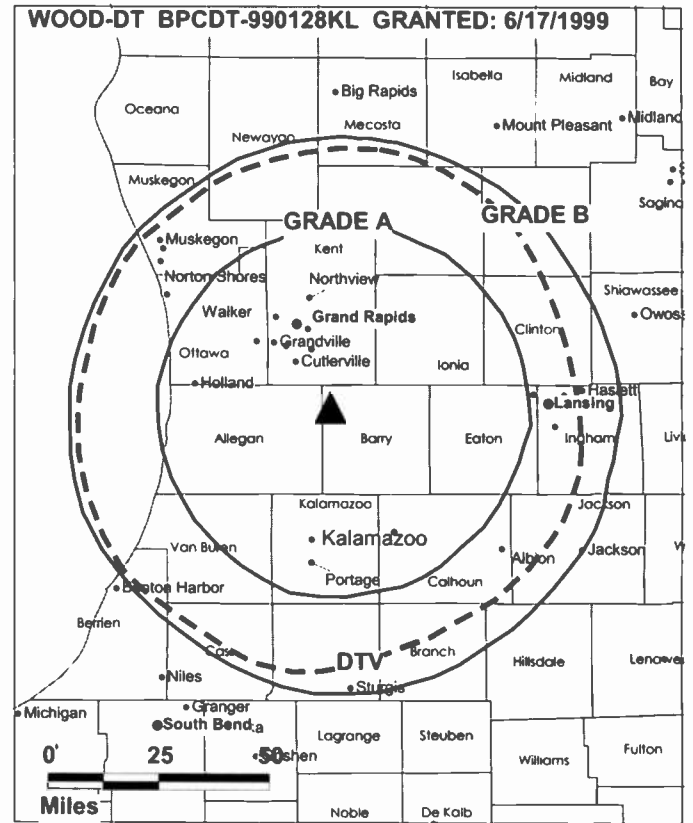 WOOD-DT BPCDT-990128KL GRANTED: 6/17/1999
Isabella
Midland
Bay
Big Rapids
Oceana
Midland
Mecosta
Mount Pleasant
Newaygo
Muskegon
GRADE A
GRADE B
Muskegon
Kent
Norton Shores
Northview
Shiawassee
Walker
Grand Rapids
Clinton
Grandville
Ottawa
Cutlerville
Ionia
Holland
Haslett
Lansing
Allegan
Barry
Eaton
Ingham
Kalamazoo
Jackson
Kalamazoo
Van Buren
Albion
Jackson
Portage
Calhoun
Benton Harbor
Berrien
Cass
DTV
Branch
Hillsdale
Niles
Sturgis
Michigan
Granger
South Bend
Lagrange
Steuben
0'
25
50
Williams
Fulton
Miles
Noble
De Kalb